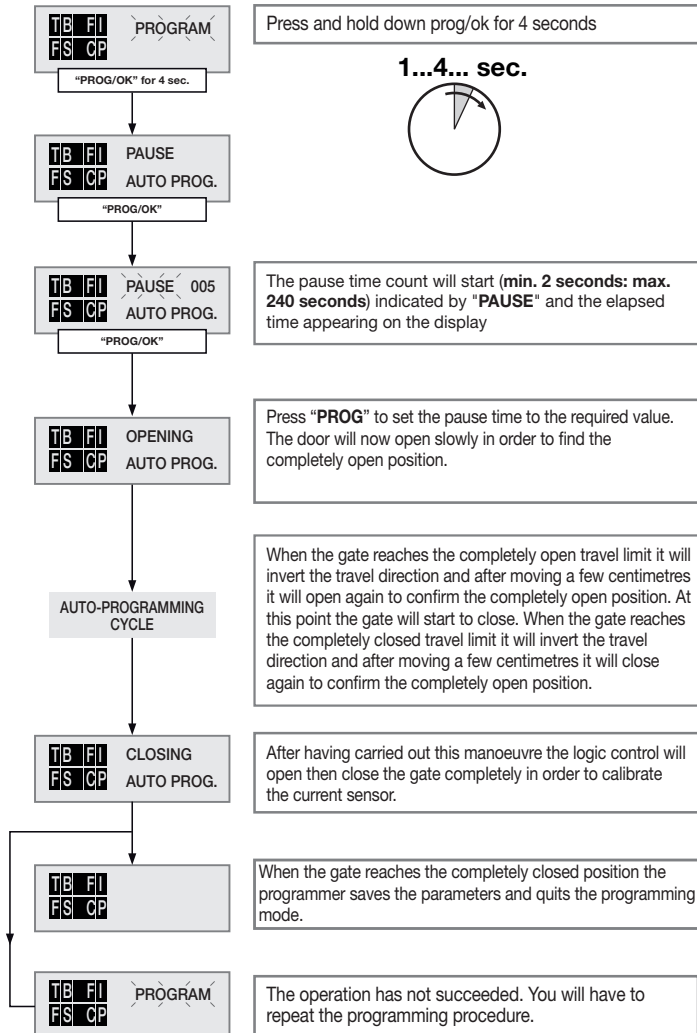 TB FI PROGRAM
FS CP
Press and hold down prog/ok for 4 seconds
"PROG/OK" for 4 sec.
1...4... sec.
TB FI PAUSE
FS CP AUTO PROG.
"PROG/OK"
TB FI PAUSE 005
FS CP AUTO PROG.
The pause time count will start (min. 2 seconds: max.
240 seconds) indicated by "PAUSE" and the elapsed
time appearing on the display
"PROG/OK"
TB FI OPENING
FS CP AUTO PROG.
Press “PROG” to set the pause time to the required value.
The door will now open slowly in order to find the
completely open position.
AUTO-PROGRAMMING
CYCLE
When the gate reaches the completely open travel limit it will
invert the travel direction and after moving a few centimetres
it will open again to confirm the completely open position. At
this point the gate will start to close. When the gate reaches
the completely closed travel limit it will invert the travel
direction and after moving a few centimetres it will close
again to confirm the completely open position.
TB FI CLOSING
FS CP AUTO PROG.
After having carried out this manoeuvre the logic control will
open then close the gate completely in order to calibrate
the current sensor.
TB FI
FS CP
When the gate reaches the completely closed position the
programmer saves the parameters and quits the programming
mode.
TB FI PROGRAM
FS CP
The operation has not succeeded. You will have to
repeat the programming procedure.